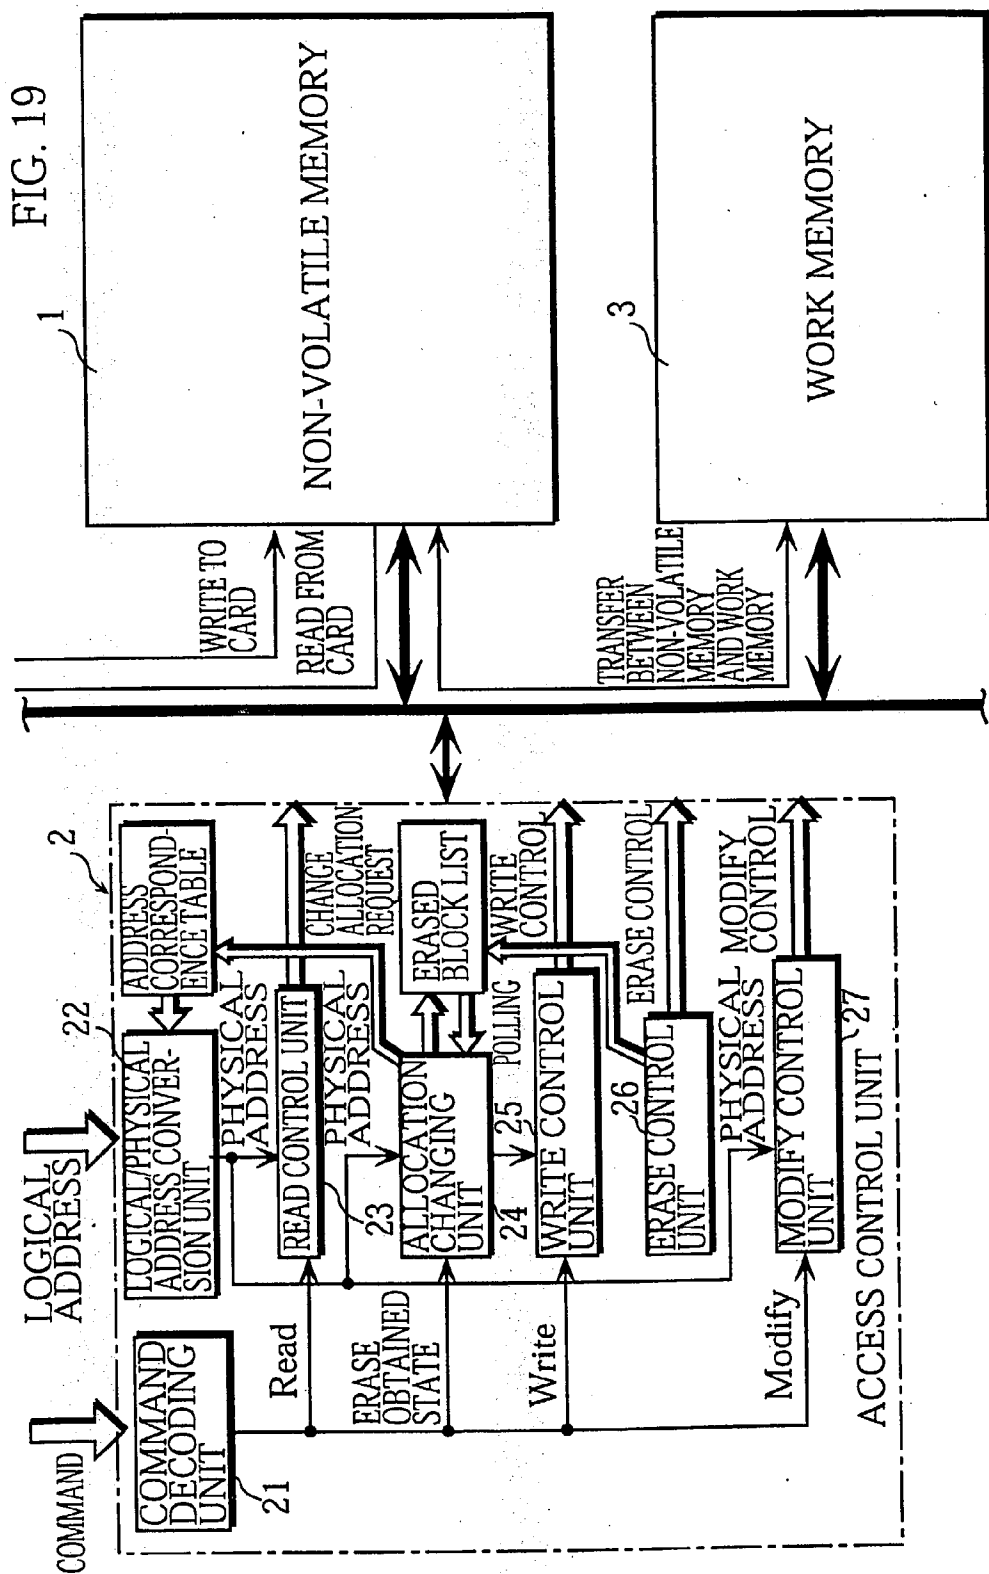 FIG. 19
COMMAND
LOGICAL
ADDRESS
2
COMMAND
DECODING
UNIT
21
22
LOGICAL/PHYSICAL
ADDRESS CONVER-
SION UNIT
ADDRESS
CORRESPOND-
ENCE TABLE
PHYSICAL
ADDRESS
Read
READ CONTROL UNIT
23
PHYSICAL
ADDRESS
CHANGE
ALLOCATION
REQUEST
ERASE
OBTAINED
STATE
ALLOCATION
CHANGING
UNIT
24
ERASED
BLOCK LIST
POLLING
WRITE
CONTROL
Write
25
WRITE CONTROL
UNIT
26
ERASE CONTROL
UNIT
ERASE CONTROL
PHYSICAL
ADDRESS
MODIFY
CONTROL
Modify
MODIFY CONTROL
UNIT
27
ACCESS CONTROL UNIT
WRITE TO
CARD
READ FROM
CARD
TRANSFER
BETWEEN
NON-VOLATILE
MEMORY
AND WORK
MEMORY
1
NON-VOLATILE MEMORY
3
WORK MEMORY